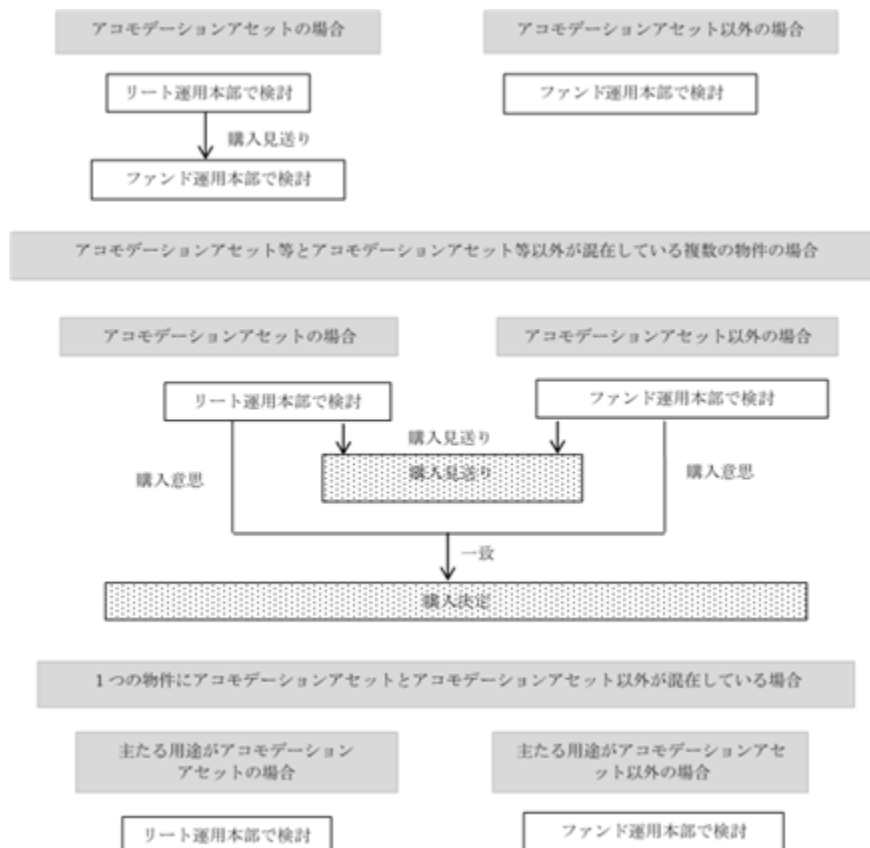 アコモデーションアセットの場合
アコモデーションアセット以外の場合
リート運用本部で検討
ファンド運用本部で検討
購入見送り
ファンド運用本部で検討
アコモデーションアセット等とアコモデーションアセット等以外が混在している複数の物件の場合
アコモデーションアセットの場合
アコモデーションアセット以外の場合
リート運用本部で検討
ファンド運用本部で検討
購入見送り
購入見送り
購入意思
購入意思
一致
購入決定
1つの物件にアコモデーションアセットとアコモデーションアセット以外が混在している場合
主たる用途がアコモデーション
アセットの場合
主たる用途がアコモデーションアセ
ット以外の場合
リート運用本部で検討
ファンド運用本部で検討